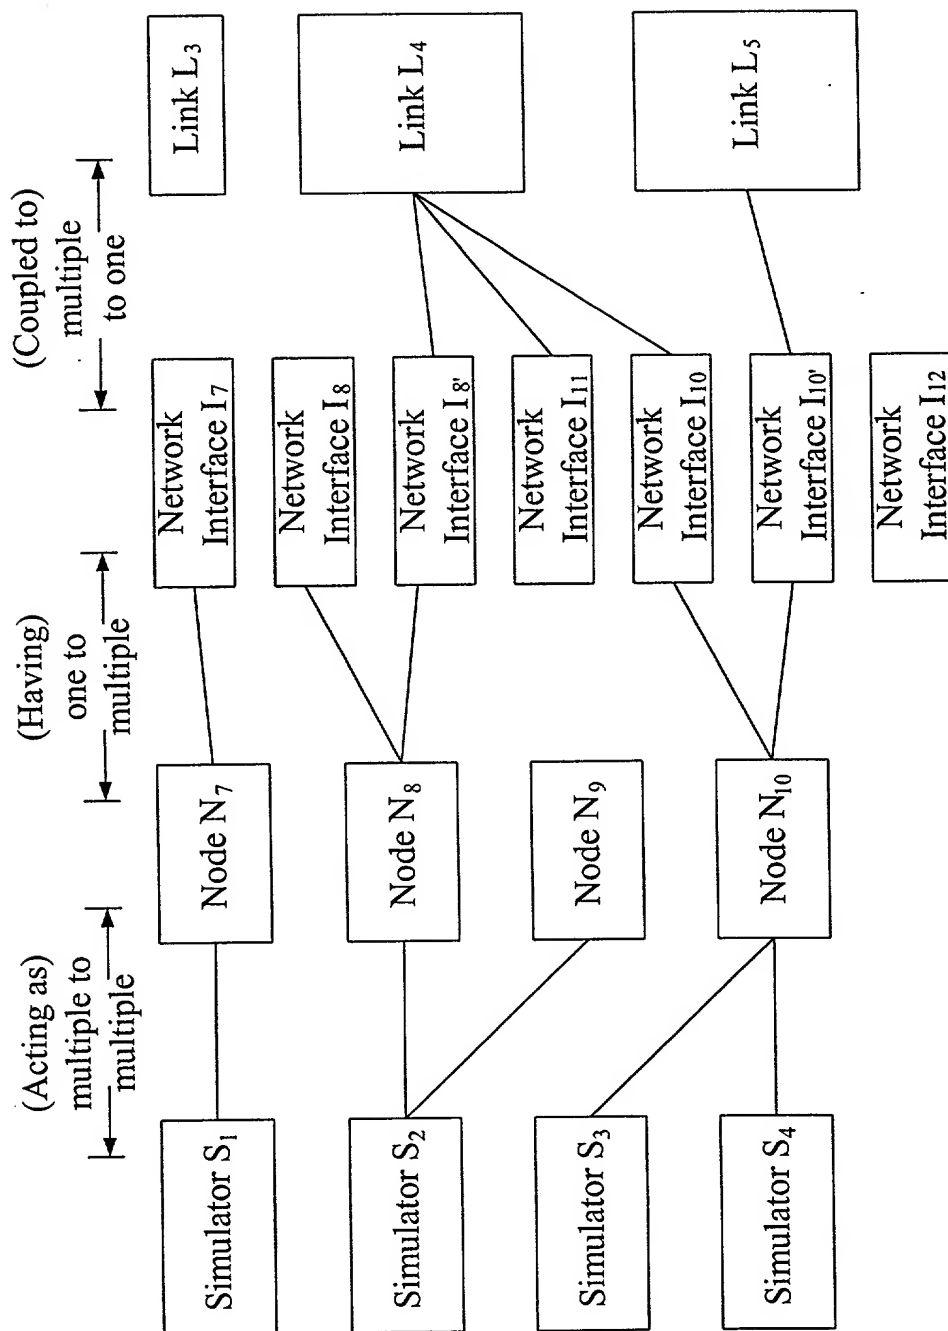 (Acting as)
multiple to
multiple
(Having)
one to
multiple
(Coupled to)
multiple
to one
Simulator S1
Simulator S2
Simulator S3
Simulator S4
Node N7
Node N8
Node N9
Node N10
Network
Interface I7
Network
Interface I8
Network
Interface I8'
Network
Interface I11
Network
Interface I10
Network
Interface I10'
Network
Interface I12
Link L3
Link L4
Link L5